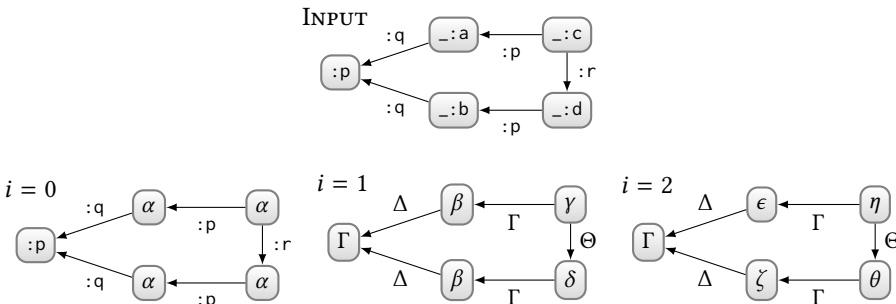 INPUT
:q _:a :p _:c
:p :r
:q _:b :p _:d
i = 0
:q α :p α
:p :r
:q α :p α
i = 1
Δ β Γ γ
Γ Θ
Δ β Γ δ
i = 2
Δ ϵ Γ η
Γ Θ
Δ ζ Γ θ